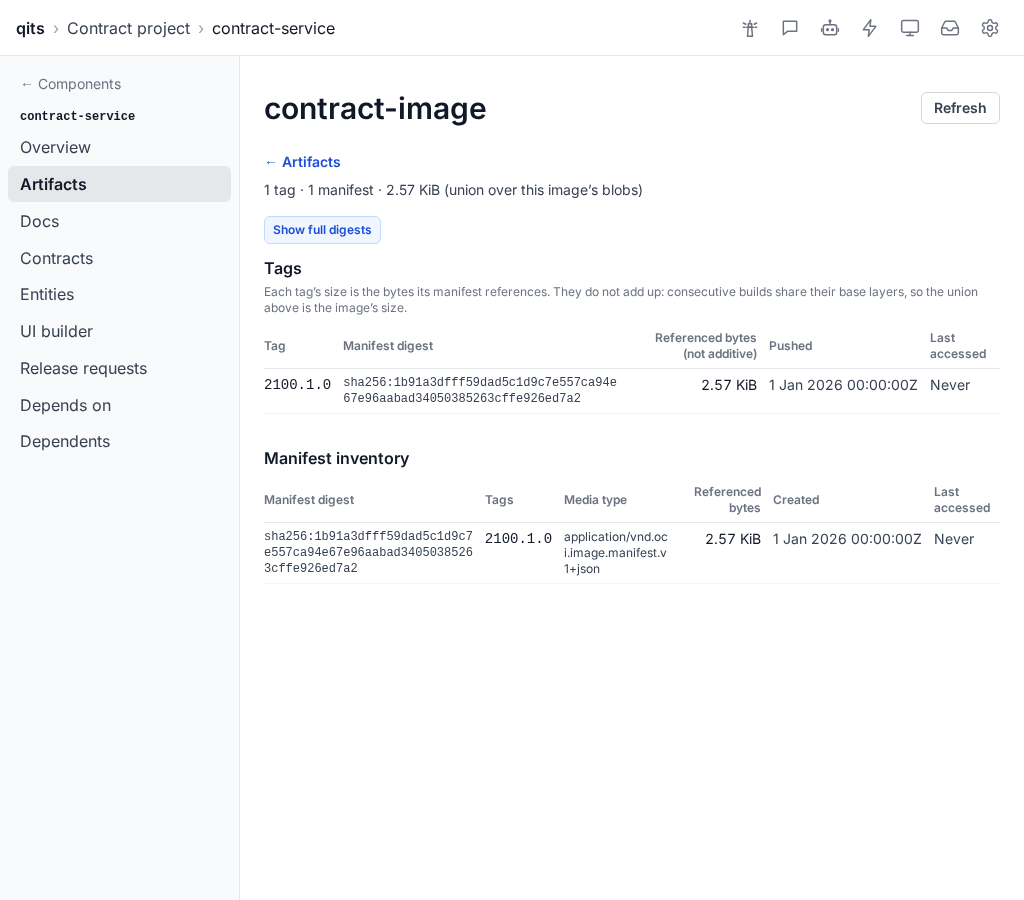 qits › Contract project › contract-service
← Components
contract-service
Overview
Artifacts
Docs
Contracts
Entities
UI builder
Release requests
Depends on
Dependents
contract-image
Refresh
← Artifacts
1 tag · 1 manifest · 2.57 KiB (union over this image’s blobs)
Show full digests
Tags
Each tag’s size is the bytes its manifest references. They do not add up: consecutive builds share their base layers, so the union
above is the image’s size.
Tag Manifest digest Referenced bytes (not additive) Pushed Last accessed
2100.1.0 sha256:1b91a3dfff59dad5c1d9c7e557ca94e 2.57 KiB 1 Jan 2026 00:00:00Z Never
67e96aabad34050385263cffe926ed7a2
Manifest inventory
Manifest digest Tags Media type Referenced bytes Created Last accessed
sha256:1b91a3dfff59dad5c1d9c7 2100.1.0 application/vnd.oc 2.57 KiB 1 Jan 2026 00:00:00Z Never
e557ca94e67e96aabad3405038526 i.image.manifest.v
3cffe926ed7a2 1+json